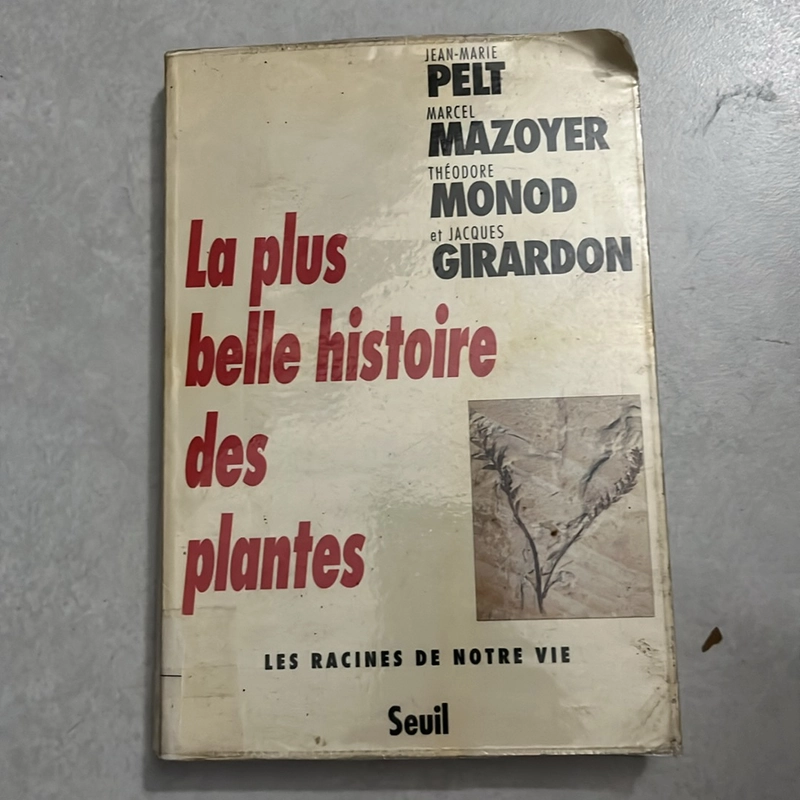 JEAN-MARIE
PELT
MARCEL
MAZOYER
THÉODORE
MONOD
et JACQUES
GIRARDON
La plus
belle histoire
des
plantes
LES RACINES DE NOTRE VIE
Seuil